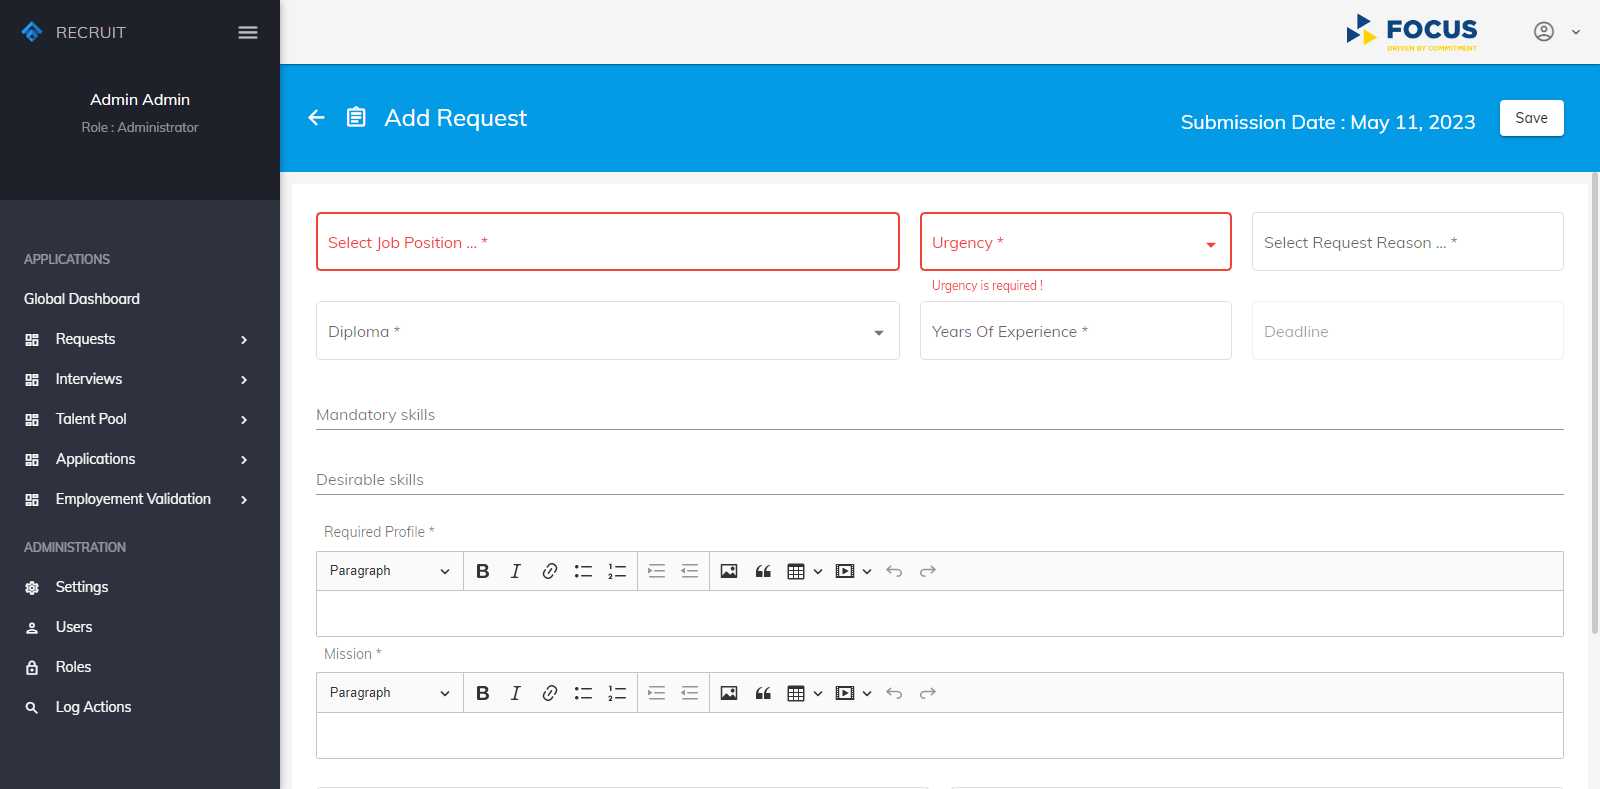 RECRUIT
Admin Admin
Role : Administrator
APPLICATIONS
Global Dashboard
Requests
Interviews
Talent Pool
Applications
Employement Validation
ADMINISTRATION
Settings
Users
Roles
Log Actions
FOCUS
DRIVEN BY COMMITMENT
Add Request
Submission Date : May 11, 2023
Save
Select Job Position ... *
Urgency *
Select Request Reason ... *
Urgency is required !
Diploma *
Years Of Experience *
Deadline
Mandatory skills
Desirable skills
Required Profile *
Paragraph
Mission *
Paragraph